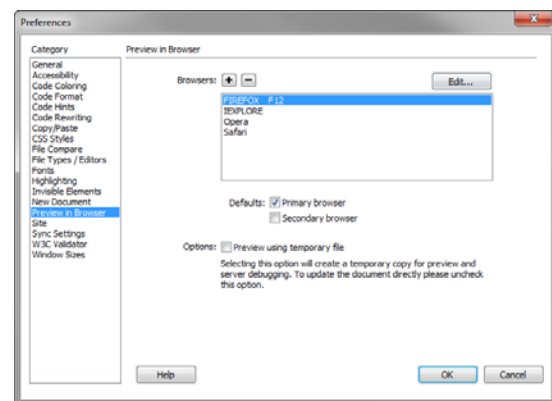 Preferences
Category
General
Accessibility
Code Coloring
Code Format
Code Hints
Code Rewriting
Copy/Paste
CSS Styles
File Compare
File Types / Editors
Fonts
Highlighting
Invisible Elements
New Document
Preview in Browser
Site
Sync Settings
W3C Validator
Window Sizes
Preview in Browser
Browsers: + − Edit...
FIREFOX F12
IEXPLORE
Opera
Safari
Defaults: Primary browser
Secondary browser
Options: Preview using temporary file
Selecting this option will create a temporary copy for preview and
server debugging. To update the document directly please uncheck
this option.
Help OK Cancel